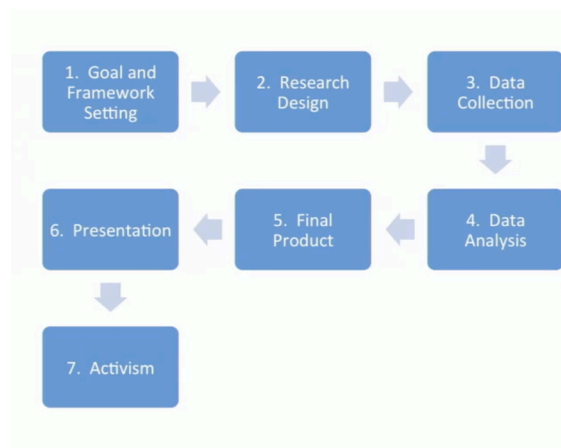 1. Goal and
Framework
Setting
2. Research
Design
3. Data
Collection
4. Data
Analysis
5. Final
Product
6. Presentation
7. Activism